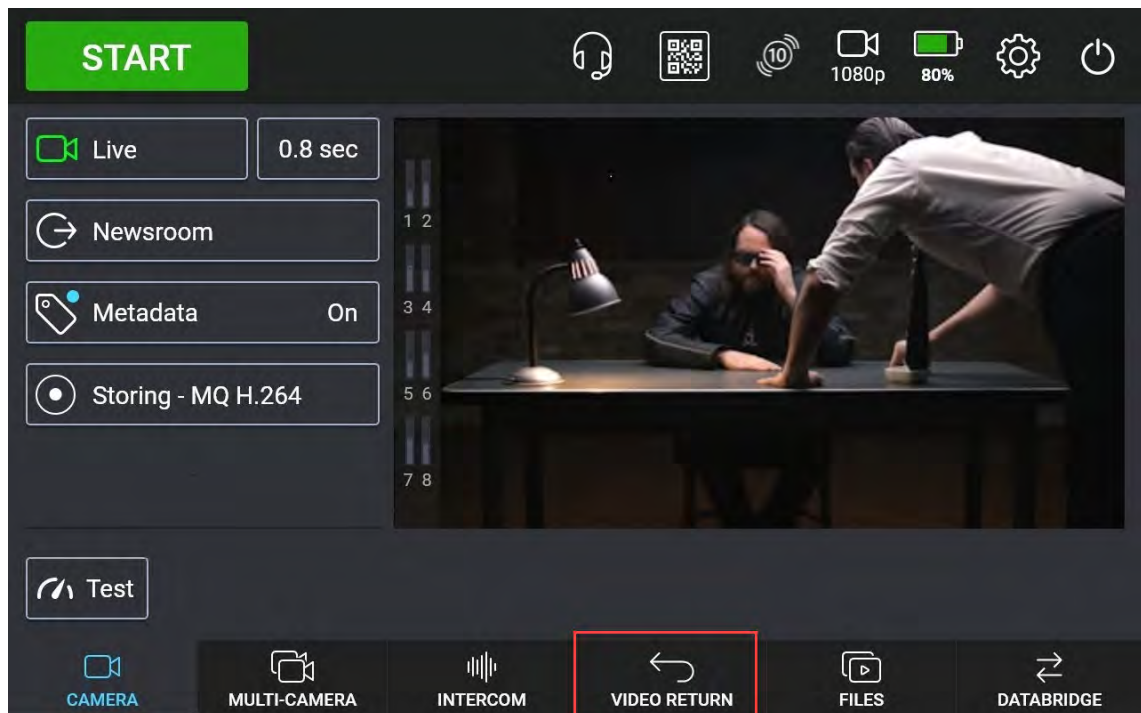 START
10
1080p
80%
Live
0.8 sec
Newsroom
Metadata
On
Storing - MQ H.264
1 2
3 4
5 6
7 8
Test
CAMERA
MULTI-CAMERA
INTERCOM
VIDEO RETURN
FILES
DATABRIDGE